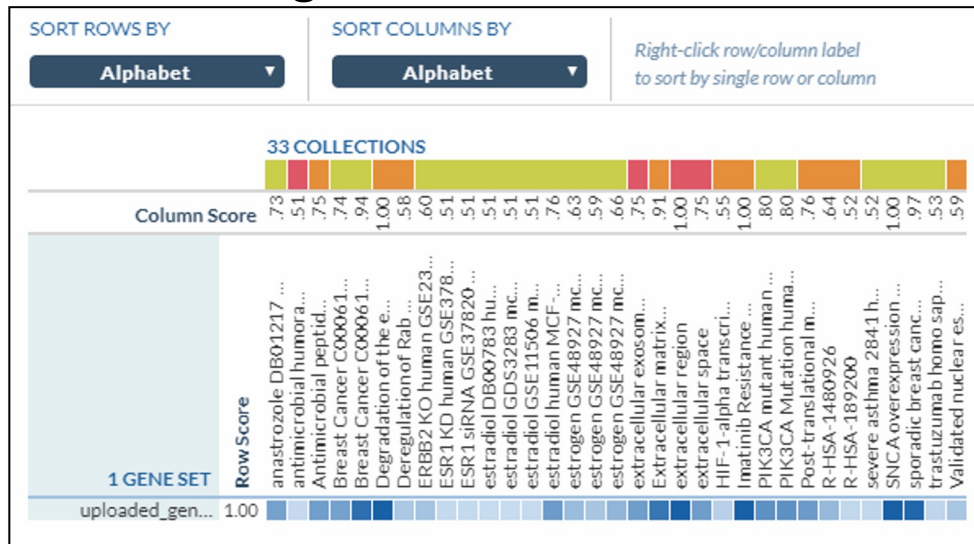 SORT ROWS BY
SORT COLUMNS BY
Alphabet
Alphabet
Right-click row/column label
to sort by single row or column
33 COLLECTIONS
Column Score
.73
.51
.75
.74
.94
1.00
.58
.60
.51
.51
.51
.51
.51
.76
.63
.59
.66
.75
.91
1.00
.75
.55
1.00
.80
.80
.76
.64
.52
.52
1.00
.97
.53
.59
1 GENE SET
Row Score
anastrozole DB01217 ...
antimicrobial humora...
Antimicrobial peptid...
Breast Cancer C00061...
Breast Cancer C00061...
Degradation of the e...
Deregulation of Rab ...
ERBB2 KO human GSE23...
ESR1 KD human GSE378...
ESR1 siRNA GSE37820 ...
estradiol DB00783 hu...
estradiol GDS3283 mc...
estradiol GSE11506 m...
estradiol human MCF-...
estrogen GSE48927 mc...
estrogen GSE48927 mc...
estrogen GSE48927 mc...
extracellular exosom...
Extracellular matrix...
extracellular region
extracellular space
HIF-1-alpha transcri...
Imatinib Resistance ...
PIK3CA mutant human ...
PIK3CA Mutation huma...
Post-translational m...
R-HSA-1480926
R-HSA-189200
severe asthma 2841 h...
SNCA overexpression ...
sporadic breast canc...
trastuzumab homo sap...
Validated nuclear es...
uploaded_gen... 1.00